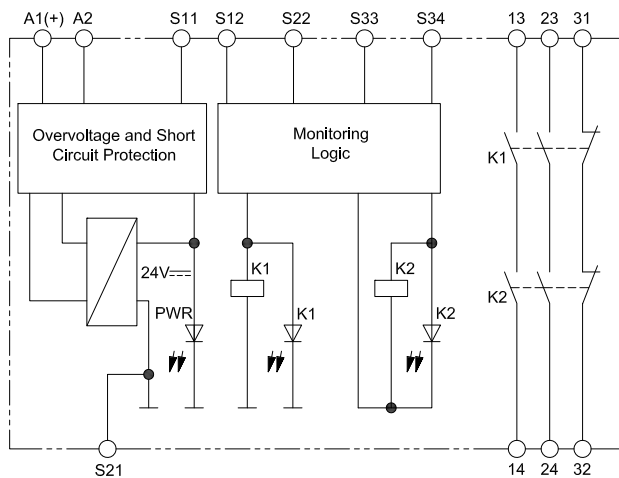 A1(+) A2 S11 S12 S22 S33 S34 13 23 31
Overvoltage and Short
Circuit Protection
Monitoring
Logic
K1
24V
K1
K2
K2
PWR
K1
K2
S21
14 24 32